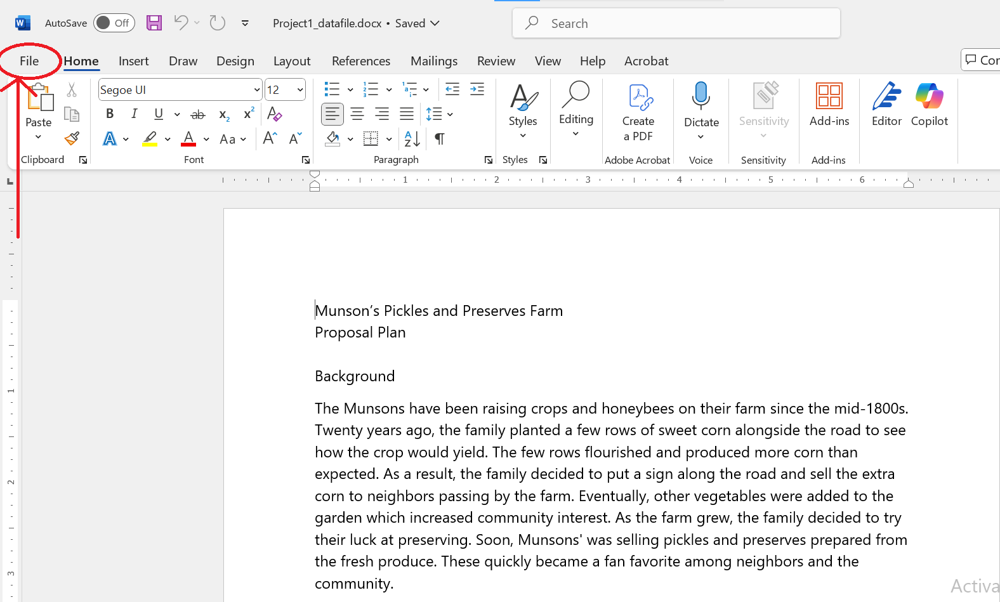 AutoSave Off Project1_datafile.docx • Saved Search
File Home Insert Draw Design Layout References Mailings Review View Help Acrobat
Segoe UI 12
Paste
B I U ab x₂ x² A
A A Aa A A A Z ¶
Styles Editing Create a PDF Dictate Sensitivity Add-ins Editor Copilot
Clipboard Font Paragraph Styles Adobe Acrobat Voice Sensitivity Add-ins
1 2 3 4 5 6
Munson’s Pickles and Preserves Farm
Proposal Plan
Background
The Munsons have been raising crops and honeybees on their farm since the mid-1800s.
Twenty years ago, the family planted a few rows of sweet corn alongside the road to see
how the crop would yield. The few rows flourished and produced more corn than
expected. As a result, the family decided to put a sign along the road and sell the extra
corn to neighbors passing by the farm. Eventually, other vegetables were added to the
garden which increased community interest. As the farm grew, the family decided to try
their luck at preserving. Soon, Munsons' was selling pickles and preserves prepared from
the fresh produce. These quickly became a fan favorite among neighbors and the
community.
1
2
3